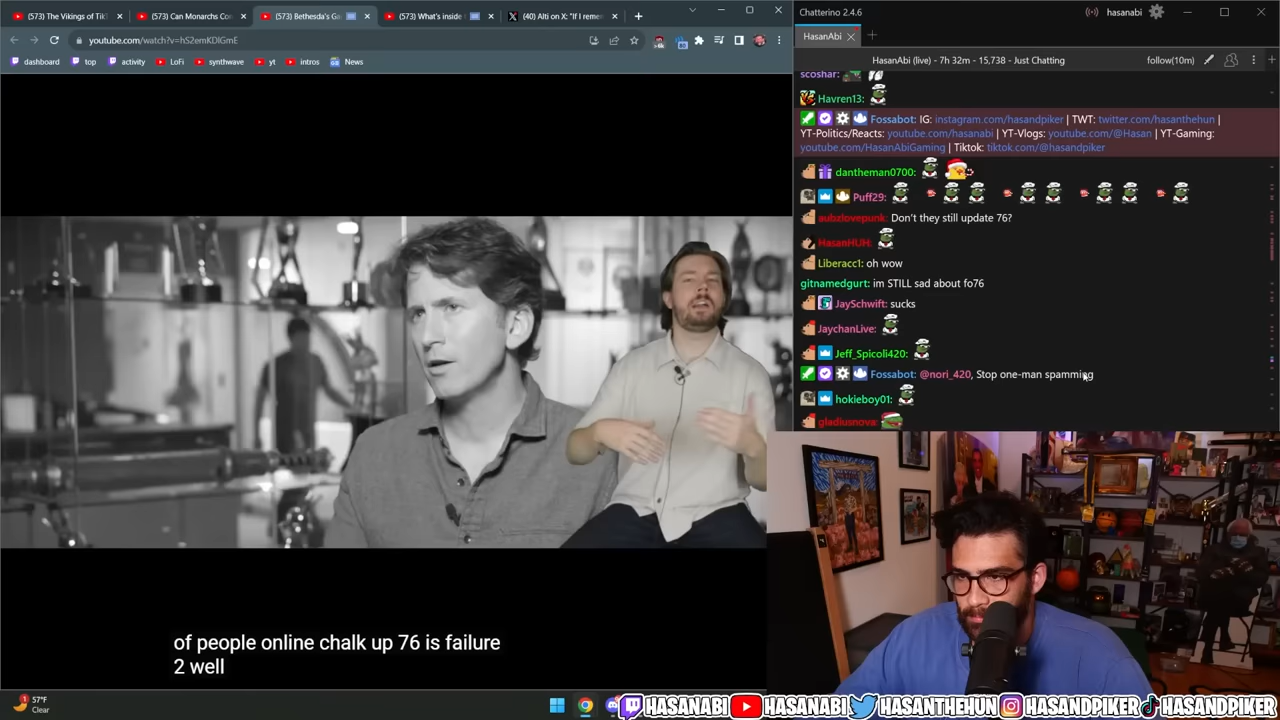 (573) The Vikings of Tik
(573) Can Monarchs Co
(573) Bethesda's Ga
(573) What's inside
(40) Alti on X: "If I remem
youtube.com/watch?v=hS2emKDlGmE
dashboard
top
activity
LoFi
synthwave
yt
intros
News
Chatterino 2.4.6
hasanabi
HasanAbi
HasanAbi (live) - 7h 32m - 15,738 - Just Chatting
follow(10m)
scoshar:
Havren13:
Fossabot: IG: instagram.com/hasandpiker | TWT: twitter.com/hasanthehun |
YT-Politics/Reacts: youtube.com/hasanabi | YT-Vlogs: youtube.com/@Hasan | YT-Gaming:
youtube.com/HasanAbiGaming | Tiktok: tiktok.com/@hasandpiker
dantheman0700:
Puff29:
aubzlovepunk: Don't they still update 76?
HasanHUH:
Liberacc1: oh wow
gitnamedgurt: im STILL sad about fo76
JaySchwift: sucks
JaychanLive:
Jeff_Spicoli420:
Fossabot: @nori_420, Stop one-man spamming
hokieboy01:
gladiusnova:
of people online chalk up 76 is failure
2 well
57°F
Clear
HASANABI HASANABI HASANTHEHUN HASANDPIKER HASANDPIKER